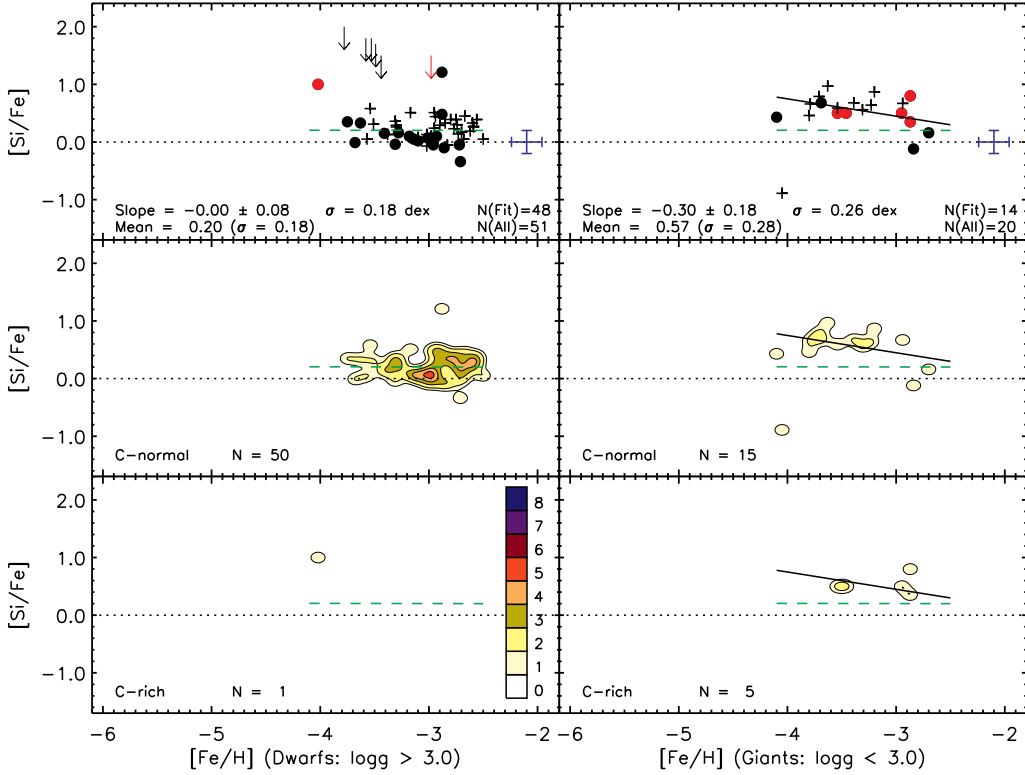 2.0
1.0
0.0
−1.0
[Si/Fe]
Slope = −0.00 ± 0.08 σ = 0.18 dex N(Fit)=48
Mean = 0.20 (σ = 0.18) N(All)=51
Slope = −0.30 ± 0.18 σ = 0.26 dex N(Fit)=14
Mean = 0.57 (σ = 0.28) N(All)=20
2.0
1.0
0.0
−1.0
[Si/Fe]
C−normal N = 50
C−normal N = 15
2.0
1.0
0.0
−1.0
[Si/Fe]
8
7
6
5
4
3
2
1
0
C−rich N = 1
C−rich N = 5
−6 −5 −4 −3 −2
−6 −5 −4 −3 −2
[Fe/H] (Dwarfs: logg > 3.0)
[Fe/H] (Giants: logg < 3.0)